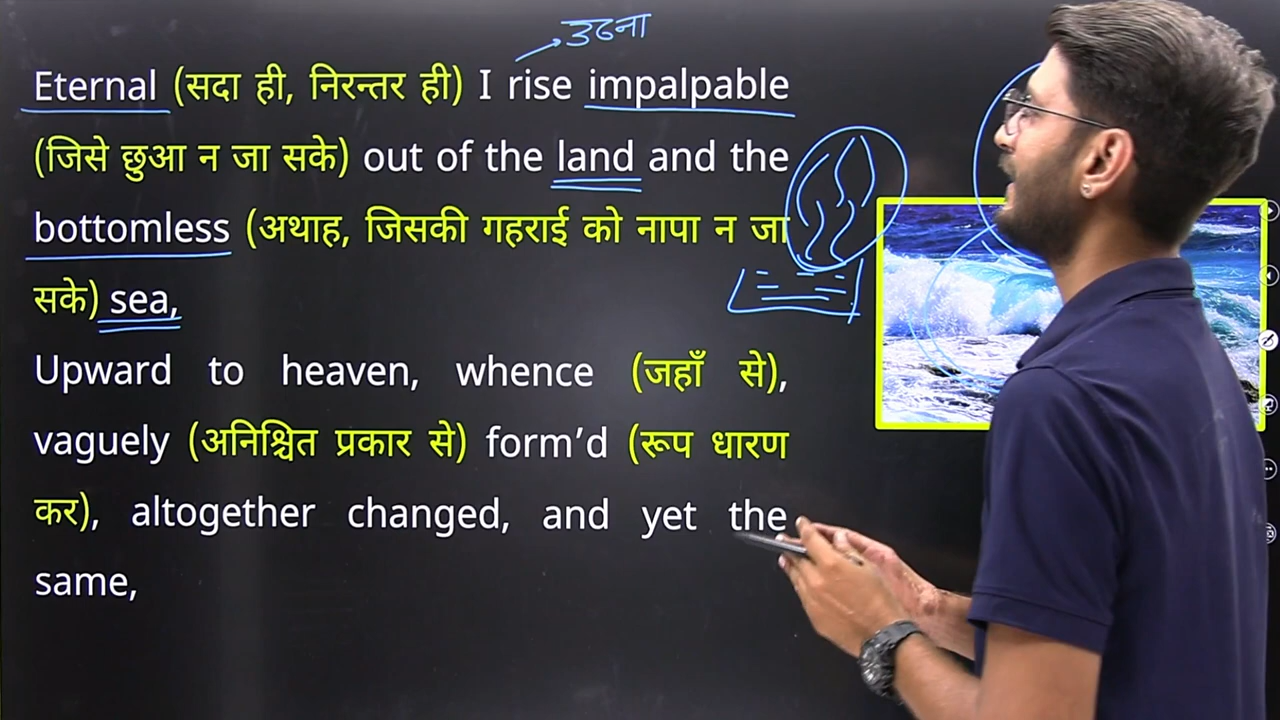 उठना
Eternal (सदा ही, निरन्तर ही) I rise impalpable
(जिसे छुआ न जा सके) out of the land and the
bottomless (अथाह, जिसकी गहराई को नापा न जा
सके) sea,
Upward to heaven, whence (जहाँ से),
vaguely (अनिश्चित प्रकार से) form’d (रूप धारण
कर), altogether changed, and yet the
same,